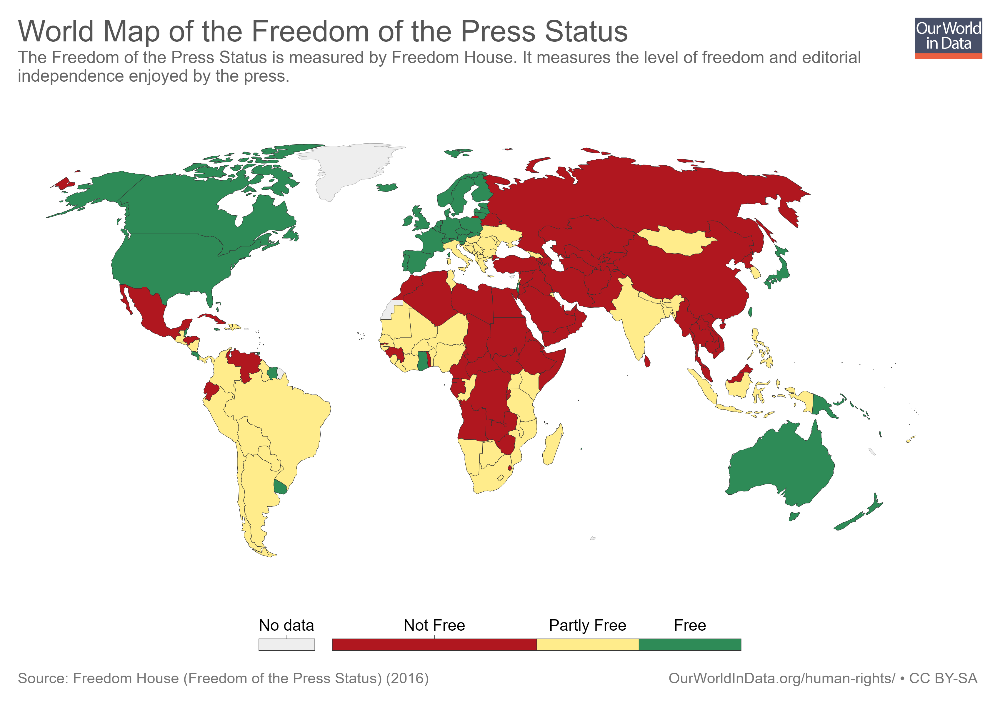 World Map of the Freedom of the Press Status
The Freedom of the Press Status is measured by Freedom House. It measures the level of freedom and editorial
independence enjoyed by the press.
Our World
in Data
No data
Not Free
Partly Free
Free
Source: Freedom House (Freedom of the Press Status) (2016)
OurWorldInData.org/human-rights/ • CC BY-SA